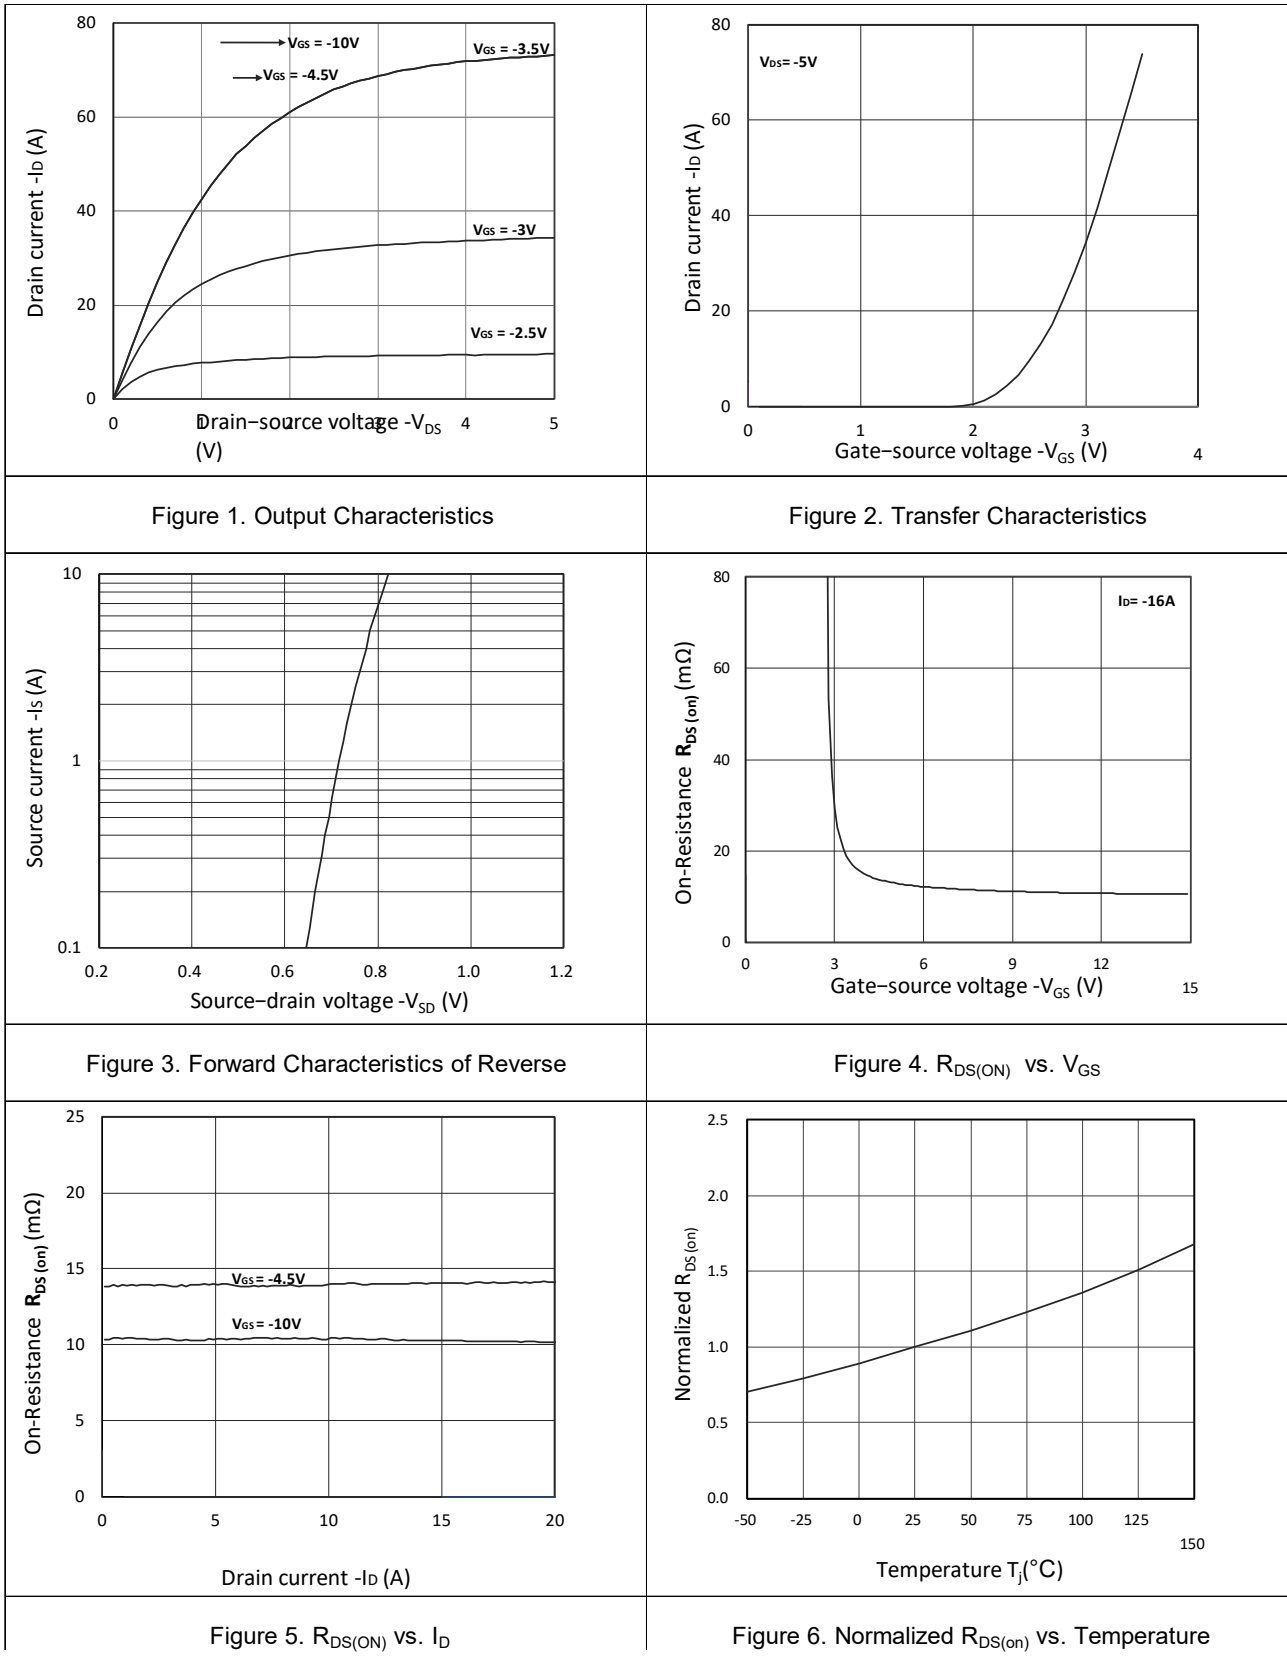 80
60
40
20
0
Drain current -ID (A)
VGS = -10V
VGS = -4.5V
VGS = -3.5V
VGS = -3V
VGS = -2.5V
0 1 2 3 4 5
Drain−source voltage -VDS
(V)
80
60
40
20
0
Drain current -ID (A)
VDS= -5V
0 1 2 3
4
Gate−source voltage -VGS (V)
Figure 1. Output Characteristics
Figure 2. Transfer Characteristics
10
1
0.1
Source current -IS (A)
0.2 0.4 0.6 0.8 1.0 1.2
Source−drain voltage -VSD (V)
80
60
40
20
0
On-Resistance RDS(on) (mΩ)
ID= -16A
0 3 6 9 12
15
Gate−source voltage -VGS (V)
Figure 3. Forward Characteristics of Reverse
Figure 4. RDS(ON) vs. VGS
25
20
15
10
5
0
On-Resistance RDS(on) (mΩ)
VGS = -4.5V
VGS = -10V
0 5 10 15 20
Drain current -ID (A)
2.5
2.0
1.5
1.0
0.5
0.0
Normalized RDS(on)
-50 -25 0 25 50 75 100 125
150
Temperature Tj(°C)
Figure 5. RDS(ON) vs. ID
Figure 6. Normalized RDS(on) vs. Temperature